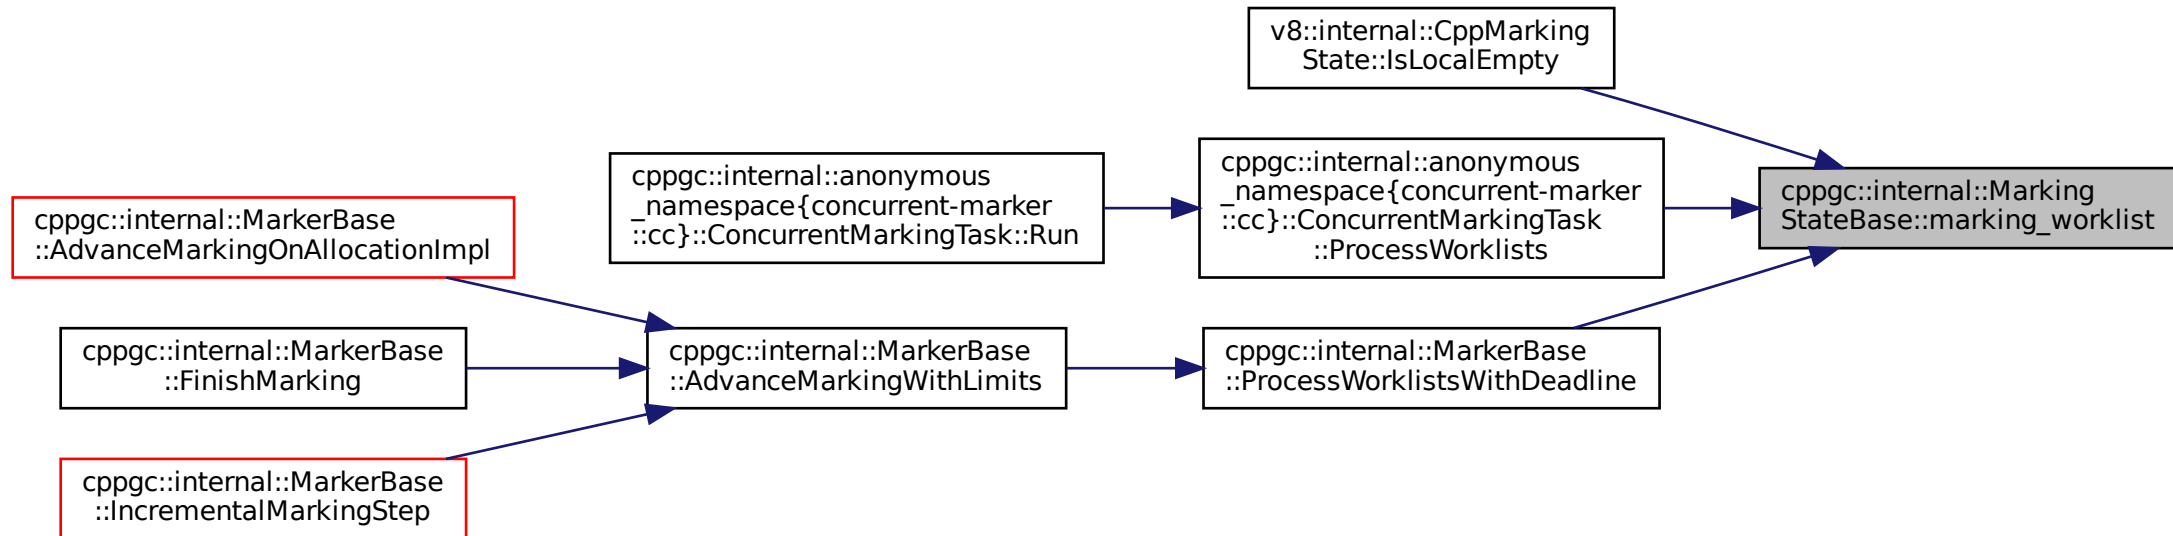 v8::internal::CppMarking
State::IsLocalEmpty
cppgc::internal::anonymous
_namespace{concurrent-marker
::cc}::ConcurrentMarkingTask
::ProcessWorklists
cppgc::internal::anonymous
_namespace{concurrent-marker
::cc}::ConcurrentMarkingTask::Run
cppgc::internal::Marking
StateBase::marking_worklist
cppgc::internal::MarkerBase
::AdvanceMarkingOnAllocationImpl
cppgc::internal::MarkerBase
::FinishMarking
cppgc::internal::MarkerBase
::AdvanceMarkingWithLimits
cppgc::internal::MarkerBase
::ProcessWorklistsWithDeadline
cppgc::internal::MarkerBase
::IncrementalMarkingStep